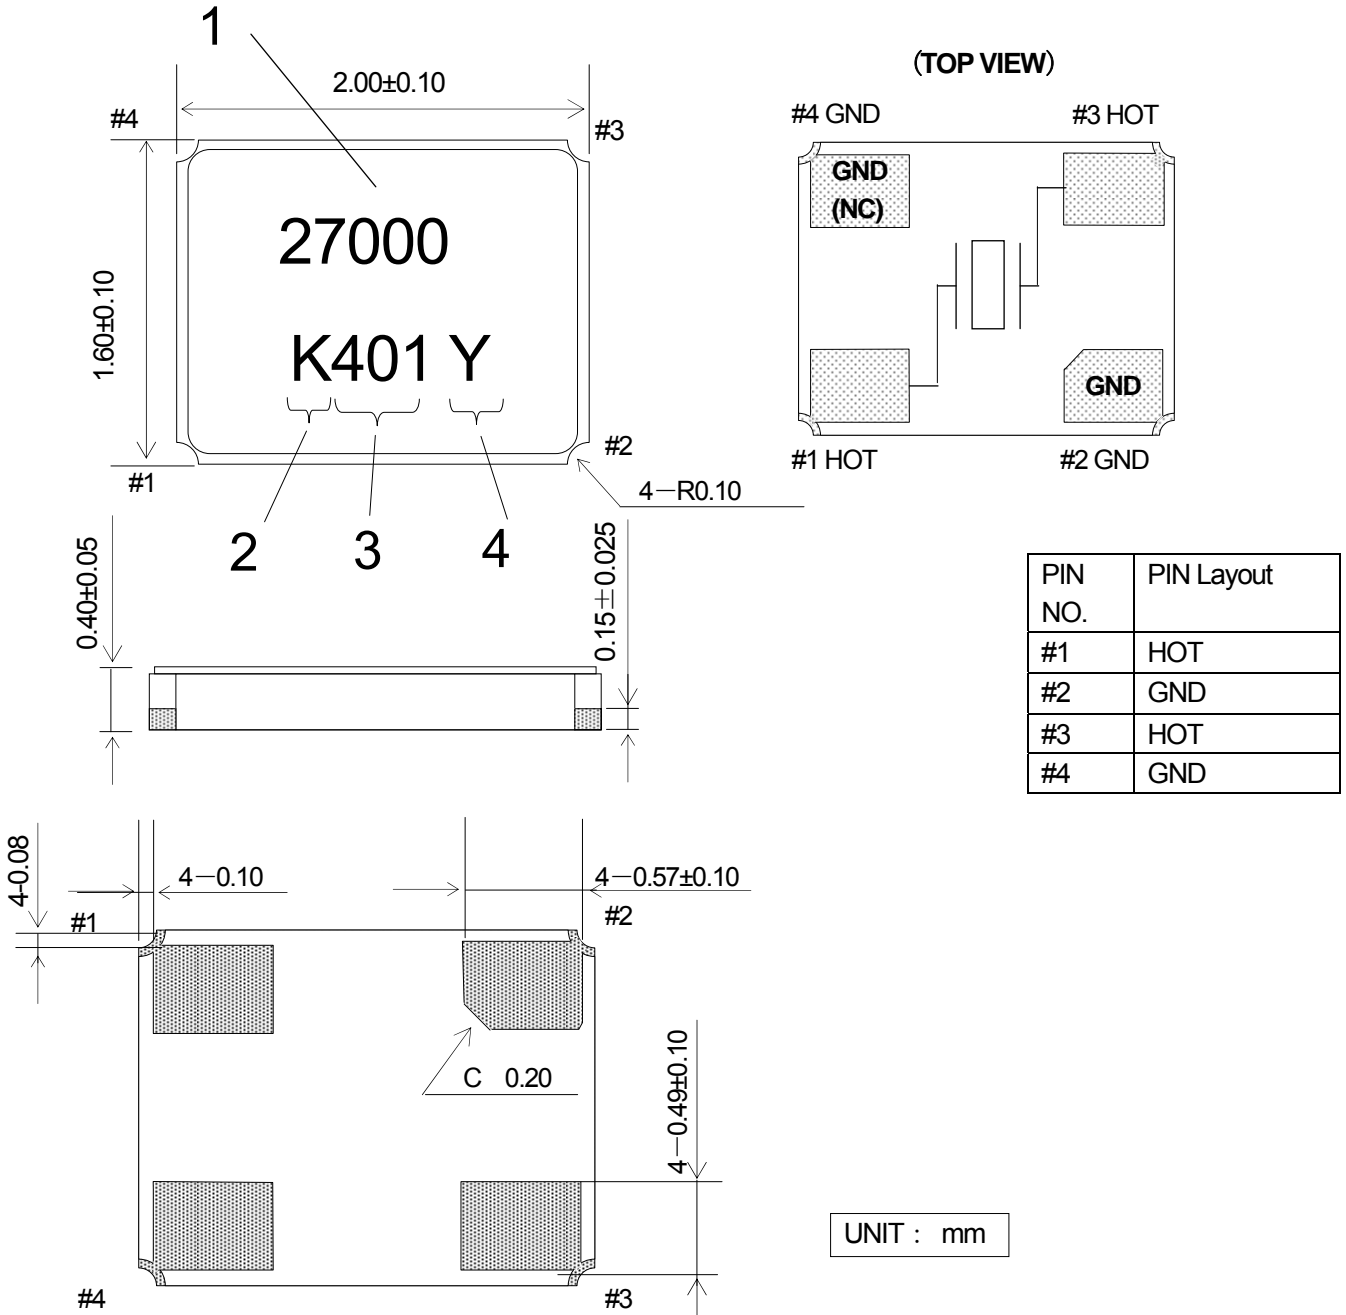 1
2.00±0.10
#4
#3
27000
K401 Y
1.60±0.10
#1
#2
4－R0.10
2
3
4
(TOP VIEW)
#4 GND
#3 HOT
GND
(NC)
GND
#1 HOT
#2 GND
0.40±0.05
0.15±0.025
PIN NO.
PIN Layout
#1 HOT
#2 GND
#3 HOT
#4 GND
4-0.08
4－0.10
4－0.57±0.10
#1
#2
C 0.20
4－0.49±0.10
#4
#3
UNIT : mm